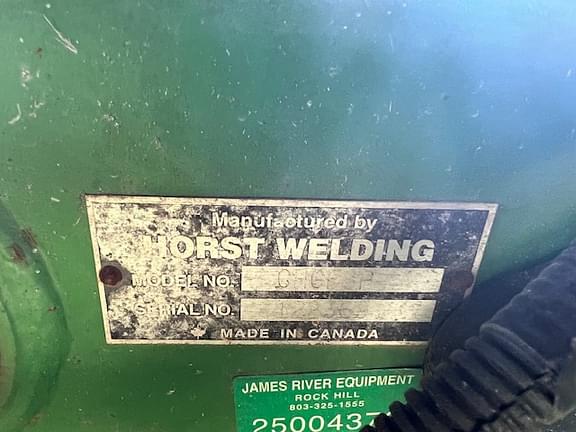 Manufactured by
HORST WELDING
MODEL NO.
SERIAL NO.
MADE IN CANADA
JAMES RIVER EQUIPMENT
ROCK HILL
803-325-1555